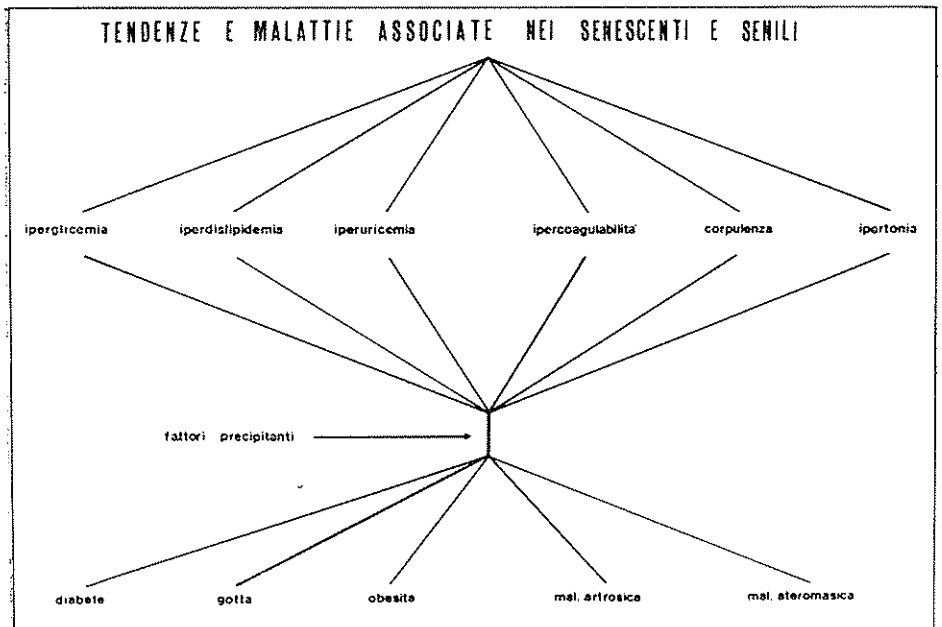 TENDENZE E MALATTIE ASSOCIATE NEI SENESCENTI E SENILI
iperglicemia iperdislipidemia iperuricemia ipercoagulabilità corpulenza ipertonia
fattori precipitanti
diabete gotta obesita mal. artrosica mal. ateromasica